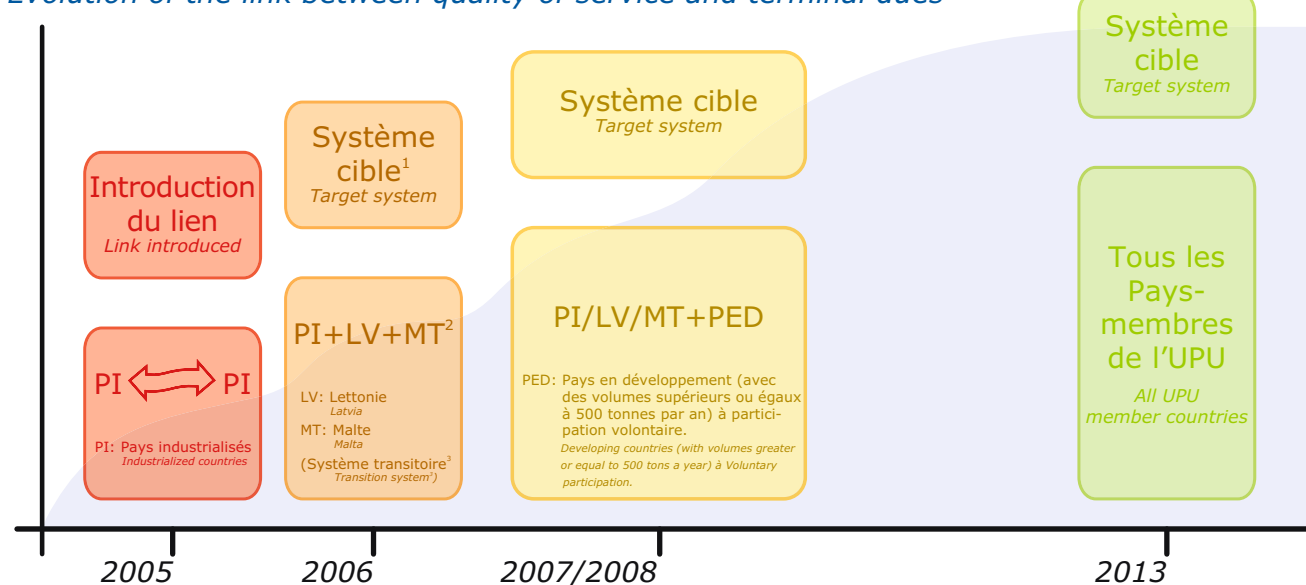 Evolution of the link between quality of service and terminal dues
Introduction
du lien
Link introduced
PI PI
PI: Pays industrialisés
Industrialized countries
Système
cible¹
Target system
PI+LV+MT²
LV: Lettonie
Latvia
MT: Malte
Malta
(Système transitoire³
Transition system³)
Système cible
Target system
PI/LV/MT+PED
PED: Pays en développement (avec
des volumes supérieurs ou égaux
à 500 tonnes par an) à partici-
pation volontaire.
Developing countries (with volumes greater
or equal to 500 tons a year) à Voluntary
participation.
Système
cible
Target system
Tous les
Pays-
membres
de l’UPU
All UPU
member countries
2005
2006
2007/2008
2013